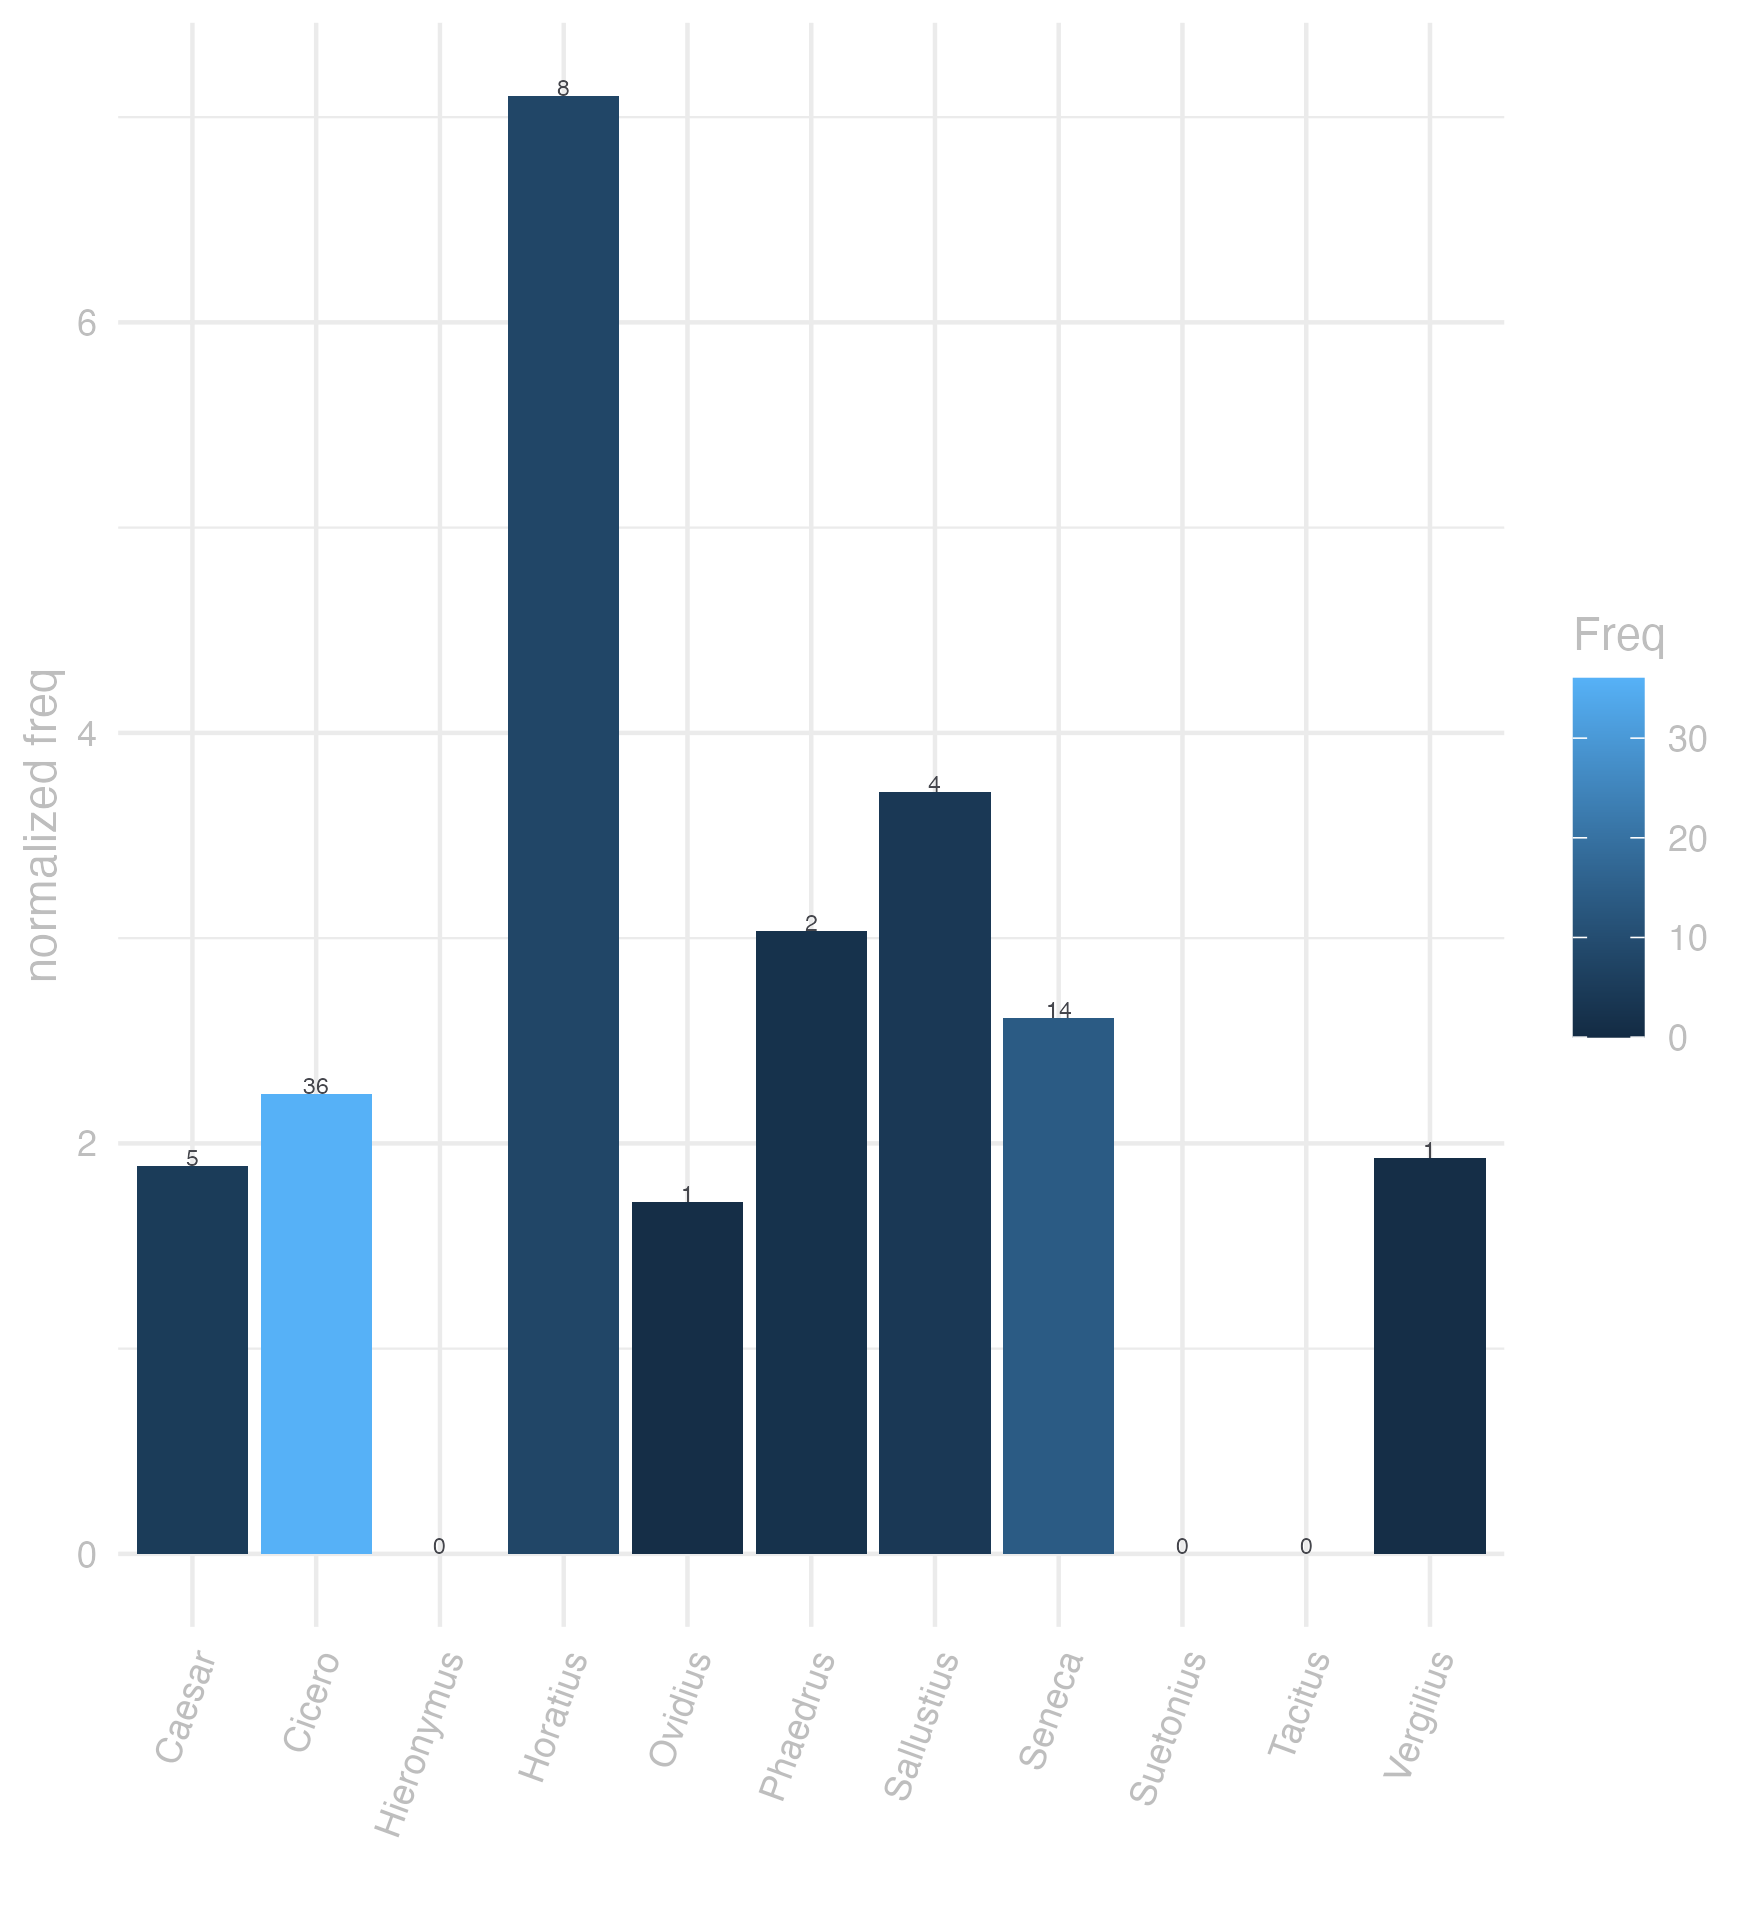 8
6
4
4
2
14
36
2
5
1
1
0
0
0
0
normalized freq
Caesar
Cicero
Hieronymus
Horatius
Ovidius
Phaedrus
Sallustius
Seneca
Suetonius
Tacitus
Vergilius
Freq
30
20
10
0